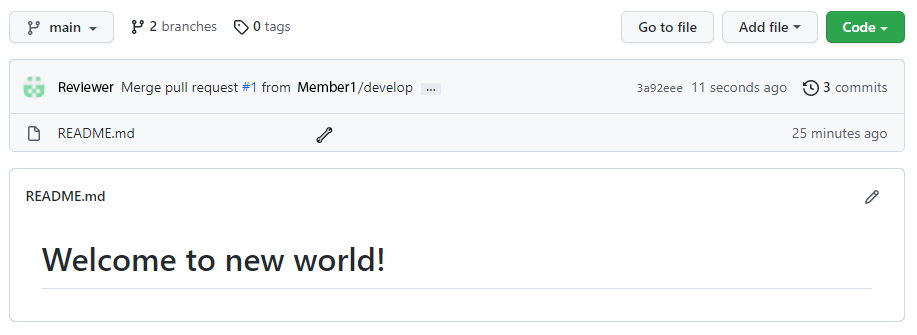 main 2 branches 0 tags Go to file Add file Code
Reviewer Merge pull request #1 from Member1/develop ... 3a92eee 11 seconds ago 3 commits
README.md 25 minutes ago
README.md
Welcome to new world!